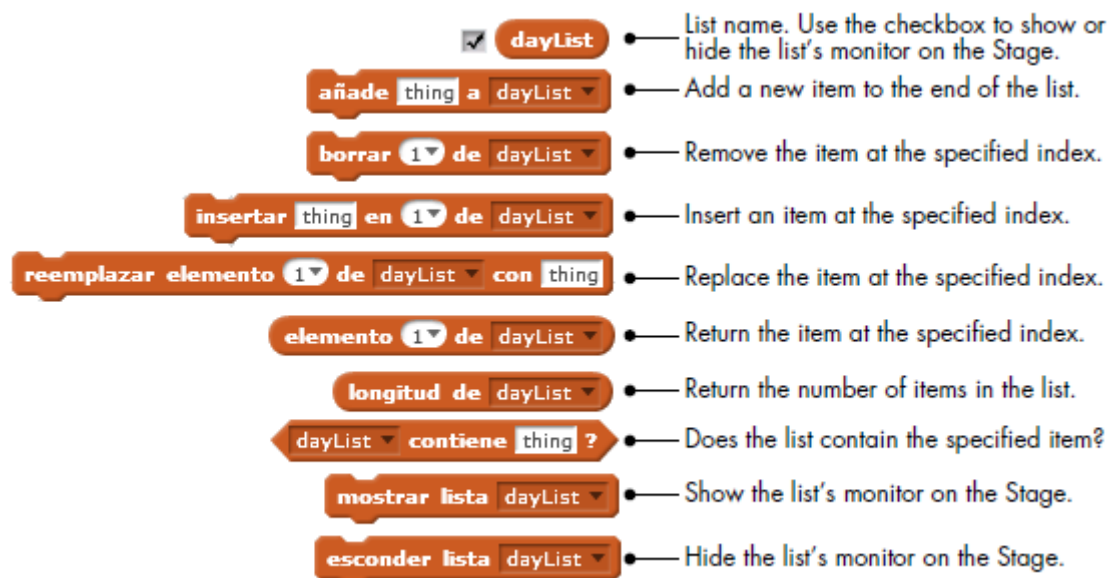 dayList List name. Use the checkbox to show or
hide the list's monitor on the Stage.
añade thing a dayList Add a new item to the end of the list.
borrar 1 de dayList Remove the item at the specified index.
insertar thing en 1 de dayList Insert an item at the specified index.
reemplazar elemento 1 de dayList con thing Replace the item at the specified index.
elemento 1 de dayList Return the item at the specified index.
longitud de dayList Return the number of items in the list.
dayList contiene thing ? Does the list contain the specified item?
mostrar lista dayList Show the list's monitor on the Stage.
esconder lista dayList Hide the list's monitor on the Stage.